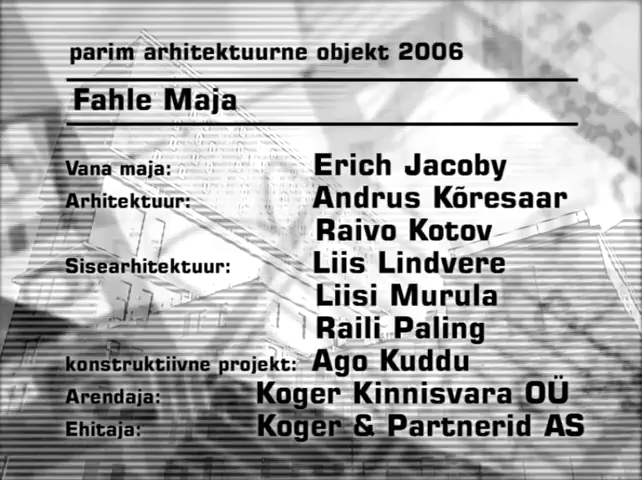 parim arhitektuurne objekt 2006
Fahle Maja
Vana maja: Erich Jacoby
Arhitektuur: Andrus Kõresaar
Raivo Kotov
Sisearhitektuur: Liis Lindvere
Liisi Murula
Raili Paling
konstruktiivne projekt: Ago Kuddu
Arendaja: Koger Kinnisvara OÜ
Ehitaja: Koger & Partnerid AS